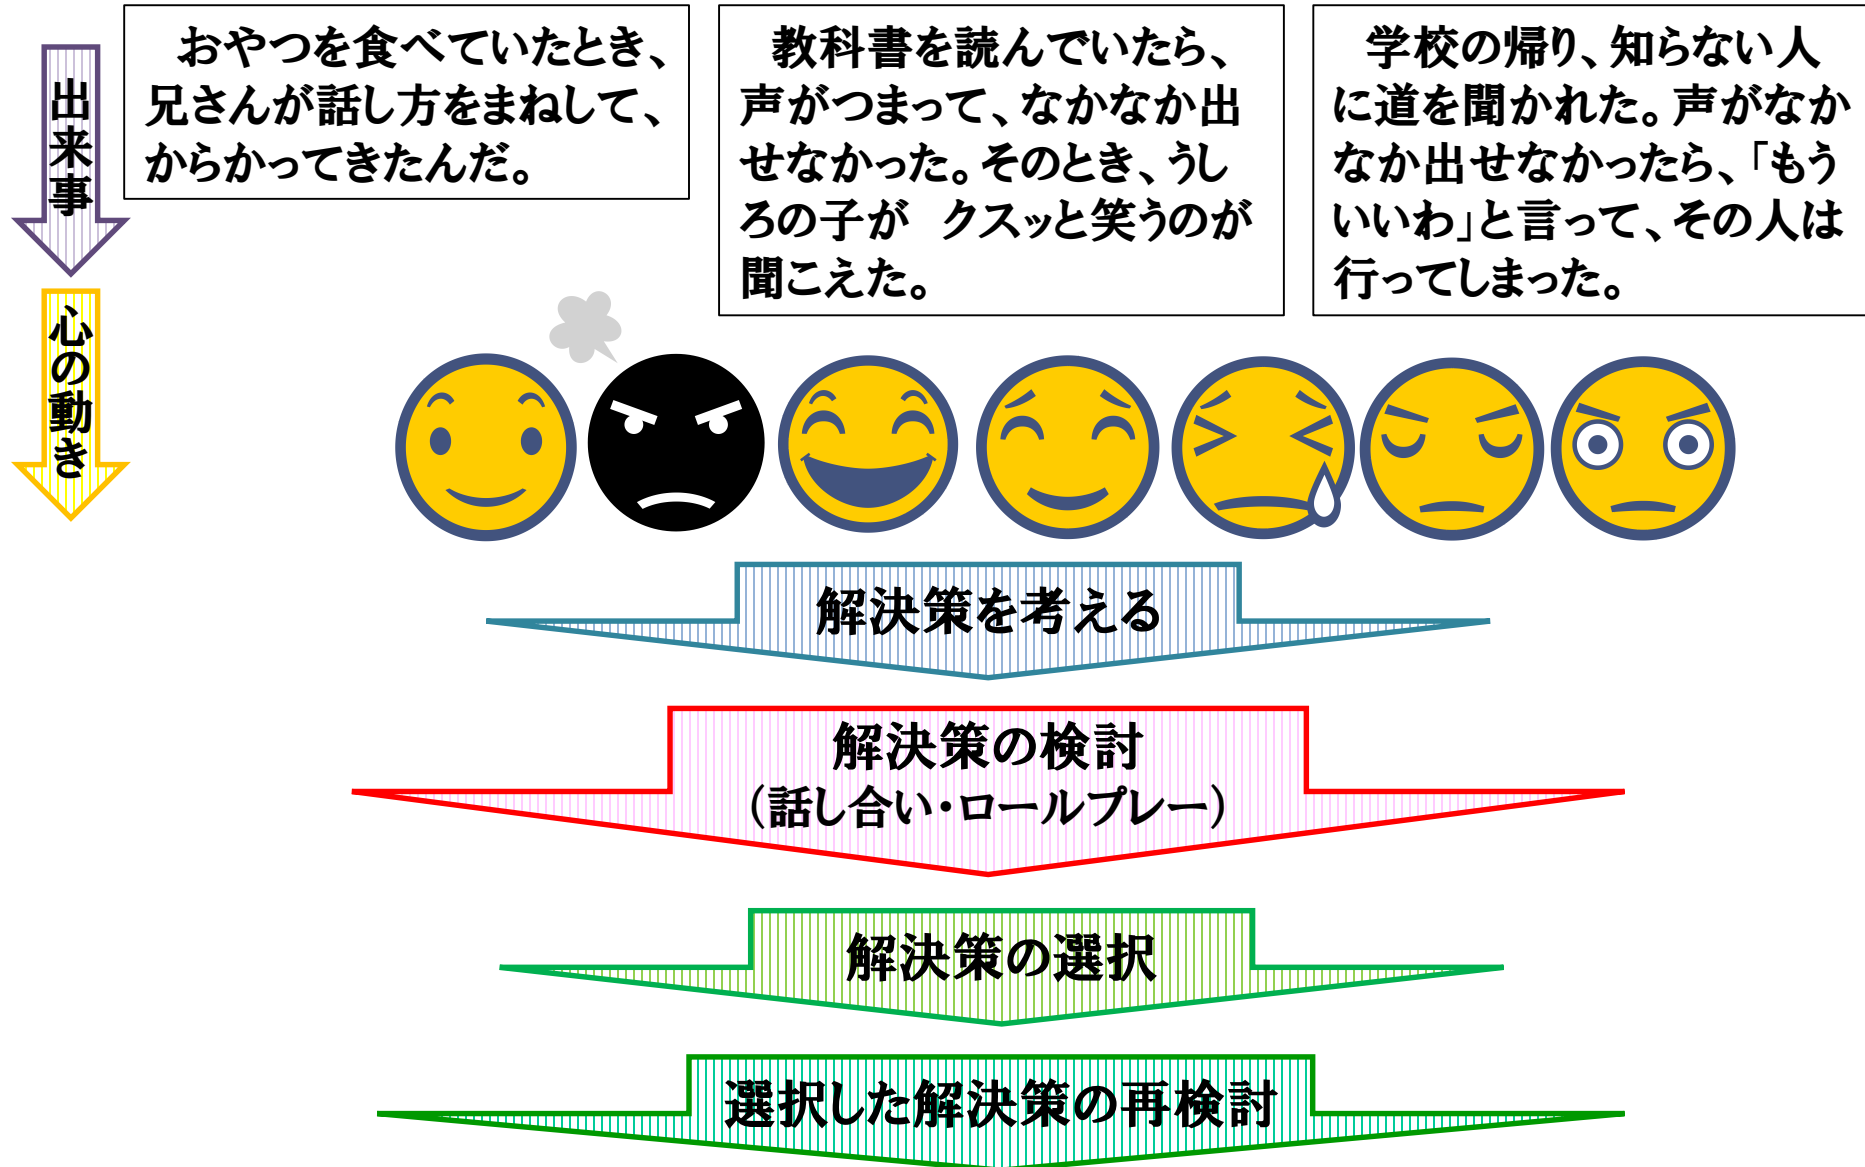 出来事
おやつを食べていたとき、
兄さんが話し方をまねして、
からかってきたんだ。
教科書を読んでいたら、
声がつまって、なかなか出
せなかった。そのとき、うし
ろの子が　クスッと笑うのが
聞こえた。
学校の帰り、知らない人
に道を聞かれた。声がなか
なか出せなかったら、「もう
いいわ」と言って、その人は
行ってしまった。
心の動き
解決策を考える
解決策の検討
（話し合い・ロールプレー）
解決策の選択
選択した解決策の再検討